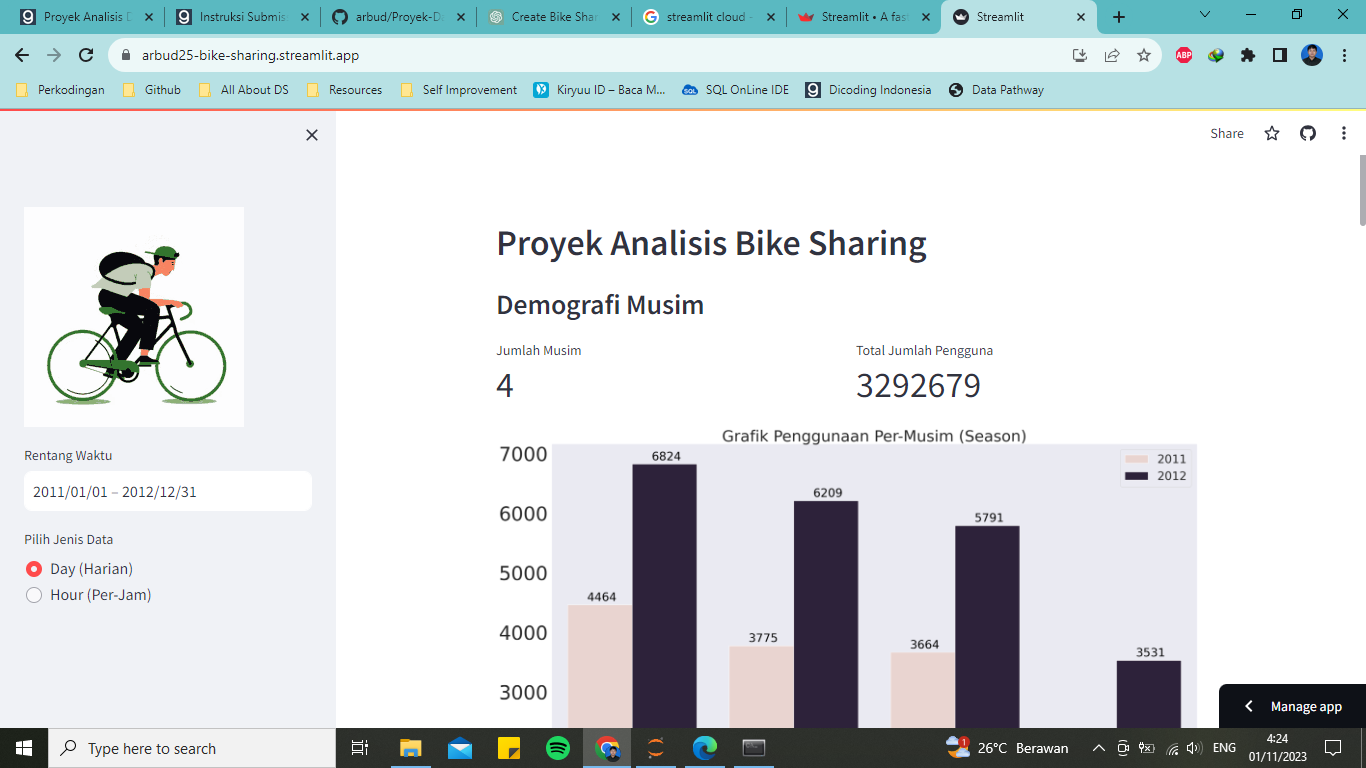 Proyek Analisis D
Instruksi Submis
arbud/Proyek-D
Create Bike Shar
streamlit cloud -
Streamlit • A fas
Streamlit
arbud25-bike-sharing.streamlit.app
ABP
Perkodingan
Github
All About DS
Resources
Self Improvement
Kiryuu ID – Baca M...
SQL OnLine IDE
Dicoding Indonesia
Data Pathway
Share
Proyek Analisis Bike Sharing
Demografi Musim
Jumlah Musim
Total Jumlah Pengguna
4
3292679
Rentang Waktu
2011/01/01 – 2012/12/31
Pilih Jenis Data
Day (Harian)
Hour (Per-Jam)
Grafik Penggunaan Per-Musim (Season)
7000
6000
5000
4000
3000
2011
2012
4464
6824
3775
6209
3664
5791
3531
Manage app
Type here to search
1
26°C Berawan
ENG
4:24
01/11/2023